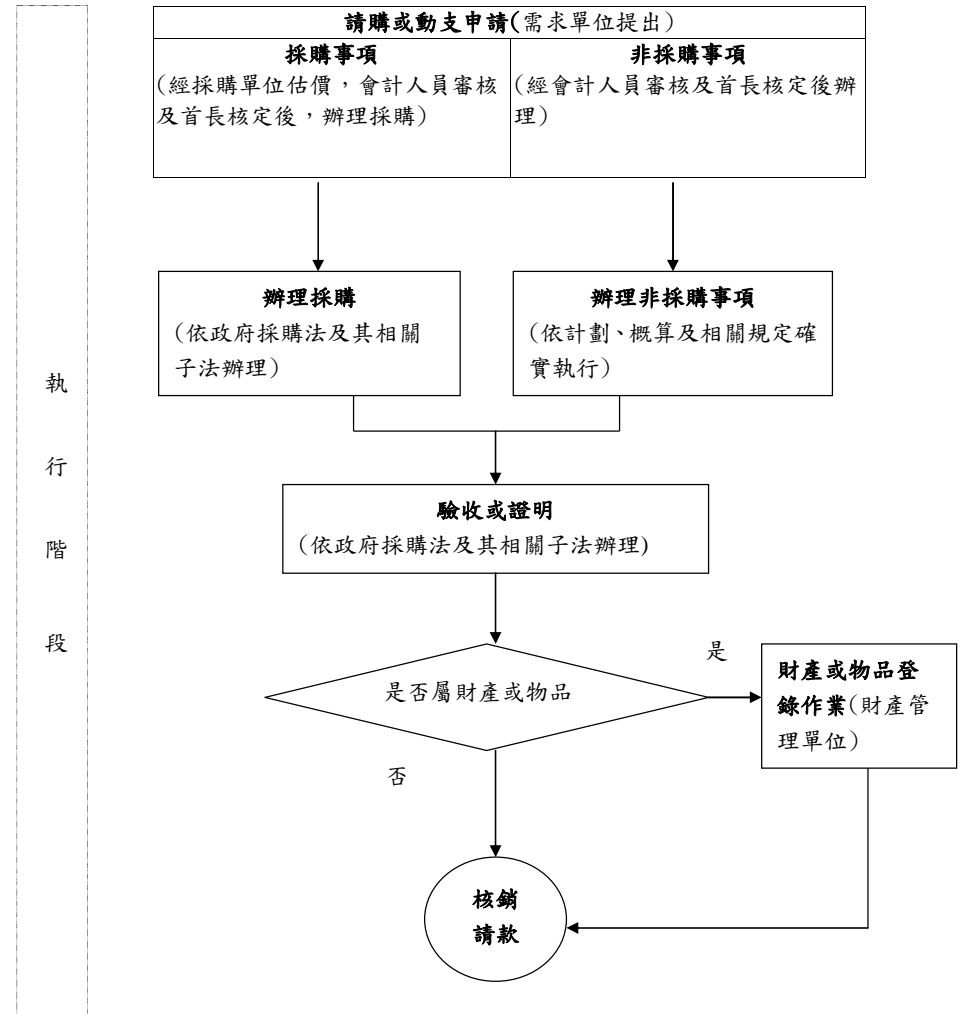 請購或動支申請(需求單位提出)
採購事項
(經採購單位估價，會計人員審核
及首長核定後，辦理採購)
非採購事項
(經會計人員審核及首長核定後辦
理)
辦理採購
(依政府採購法及其相關
子法辦理)
辦理非採購事項
(依計劃、概算及相關規定確
實執行)
執
行
階
段
驗收或證明
(依政府採購法及其相關子法辦理)
是否屬財產或物品
是
財產或物品登
錄作業(財產管
理單位)
否
核銷
請款